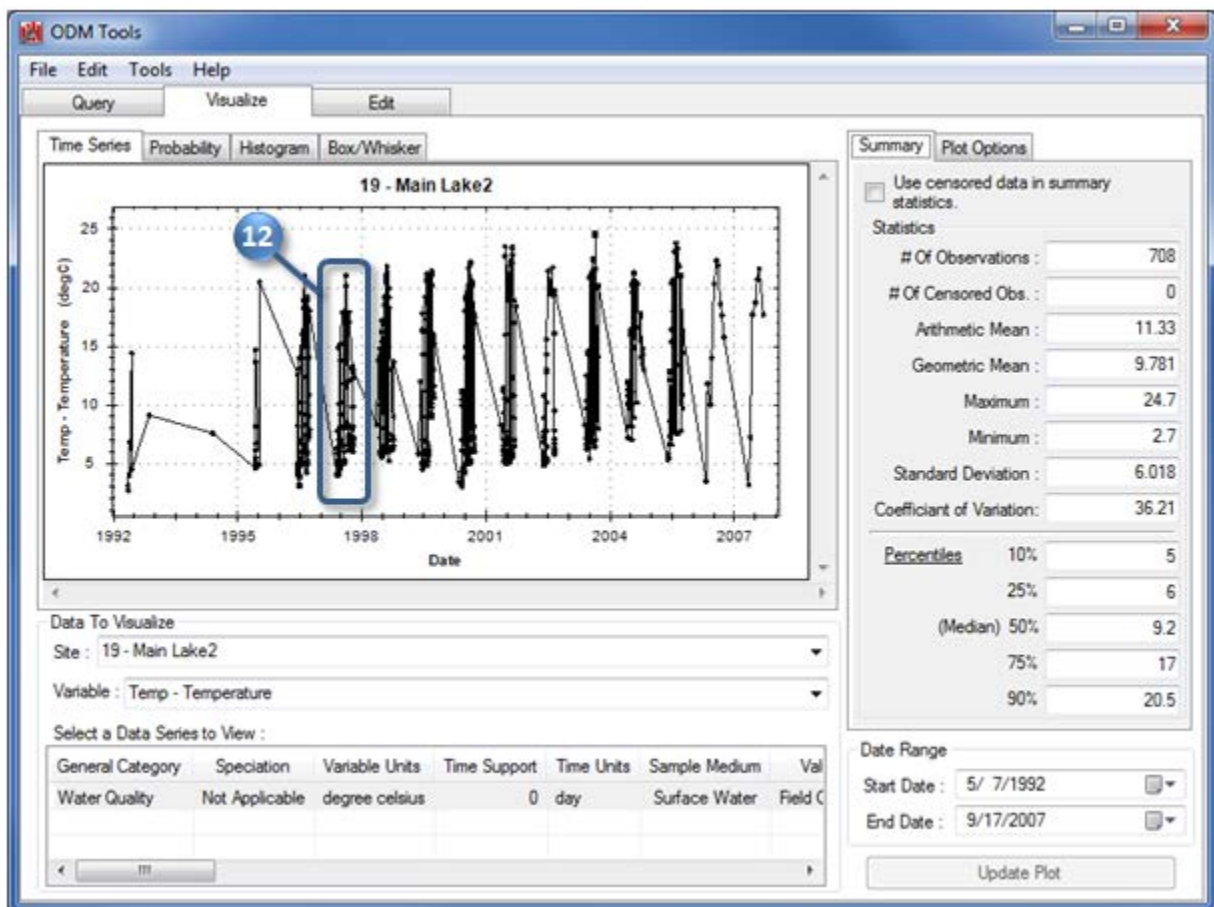 ODM Tools
File Edit Tools Help
Query Visualize Edit
Time Series Probability Histogram Box/Whisker
19 - Main Lake2
12
Temp - Temperature (degC)
25
20
15
10
5
1992 1995 1998 2001 2004 2007
Date
Data To Visualize
Site : 19 - Main Lake2
Variable : Temp - Temperature
Select a Data Series to View :
General Category Speciation Variable Units Time Support Time Units Sample Medium Val
Water Quality Not Applicable degree celsius 0 day Surface Water Field C
Summary Plot Options
Use censored data in summary
statistics.
Statistics
# Of Observations : 708
# Of Censored Obs. : 0
Arithmetic Mean : 11.33
Geometric Mean : 9.781
Maximum : 24.7
Minimum : 2.7
Standard Deviation : 6.018
Coefficiant of Variation: 36.21
Percentiles 10% 5
25% 6
(Median) 50% 9.2
75% 17
90% 20.5
Date Range
Start Date : 5/ 7/1992
End Date : 9/17/2007
Update Plot